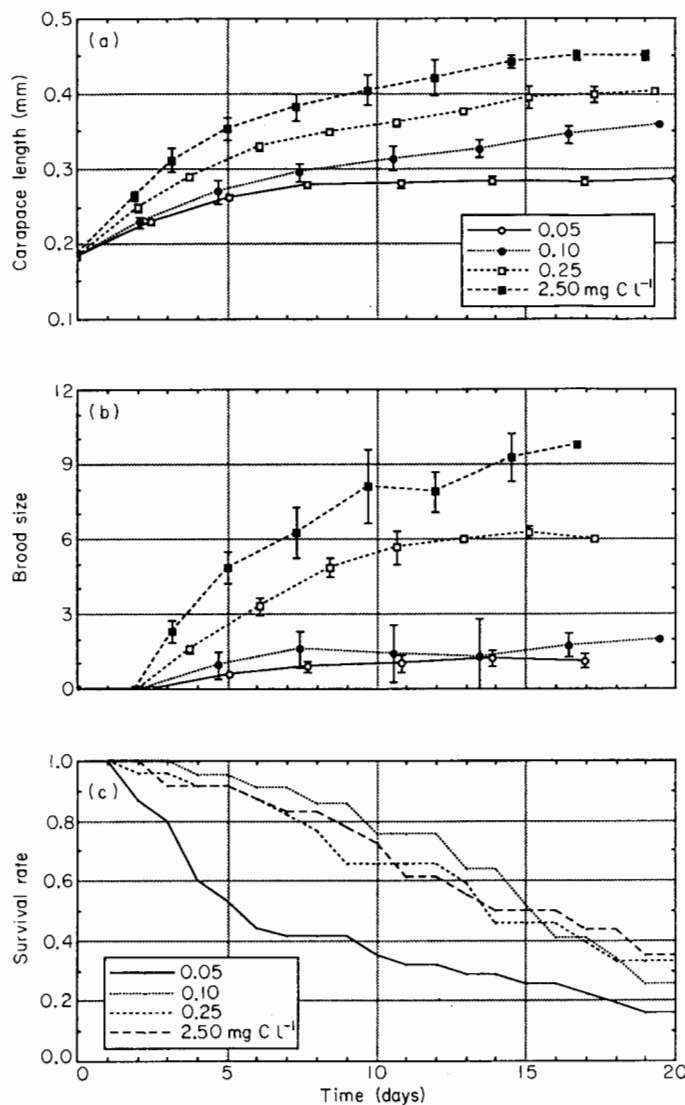 (a)
0.5
0.4
0.3
0.2
0.1
Carapace length (mm)
0.05
0.10
0.25
2.50 mg C l⁻¹
(b)
12
9
6
3
0
Brood size
(c)
1.0
0.8
0.6
0.4
0.2
0.0
Survival rate
0.05
0.10
0.25
2.50 mg C l⁻¹
0 5 10 15 20
Time (days)